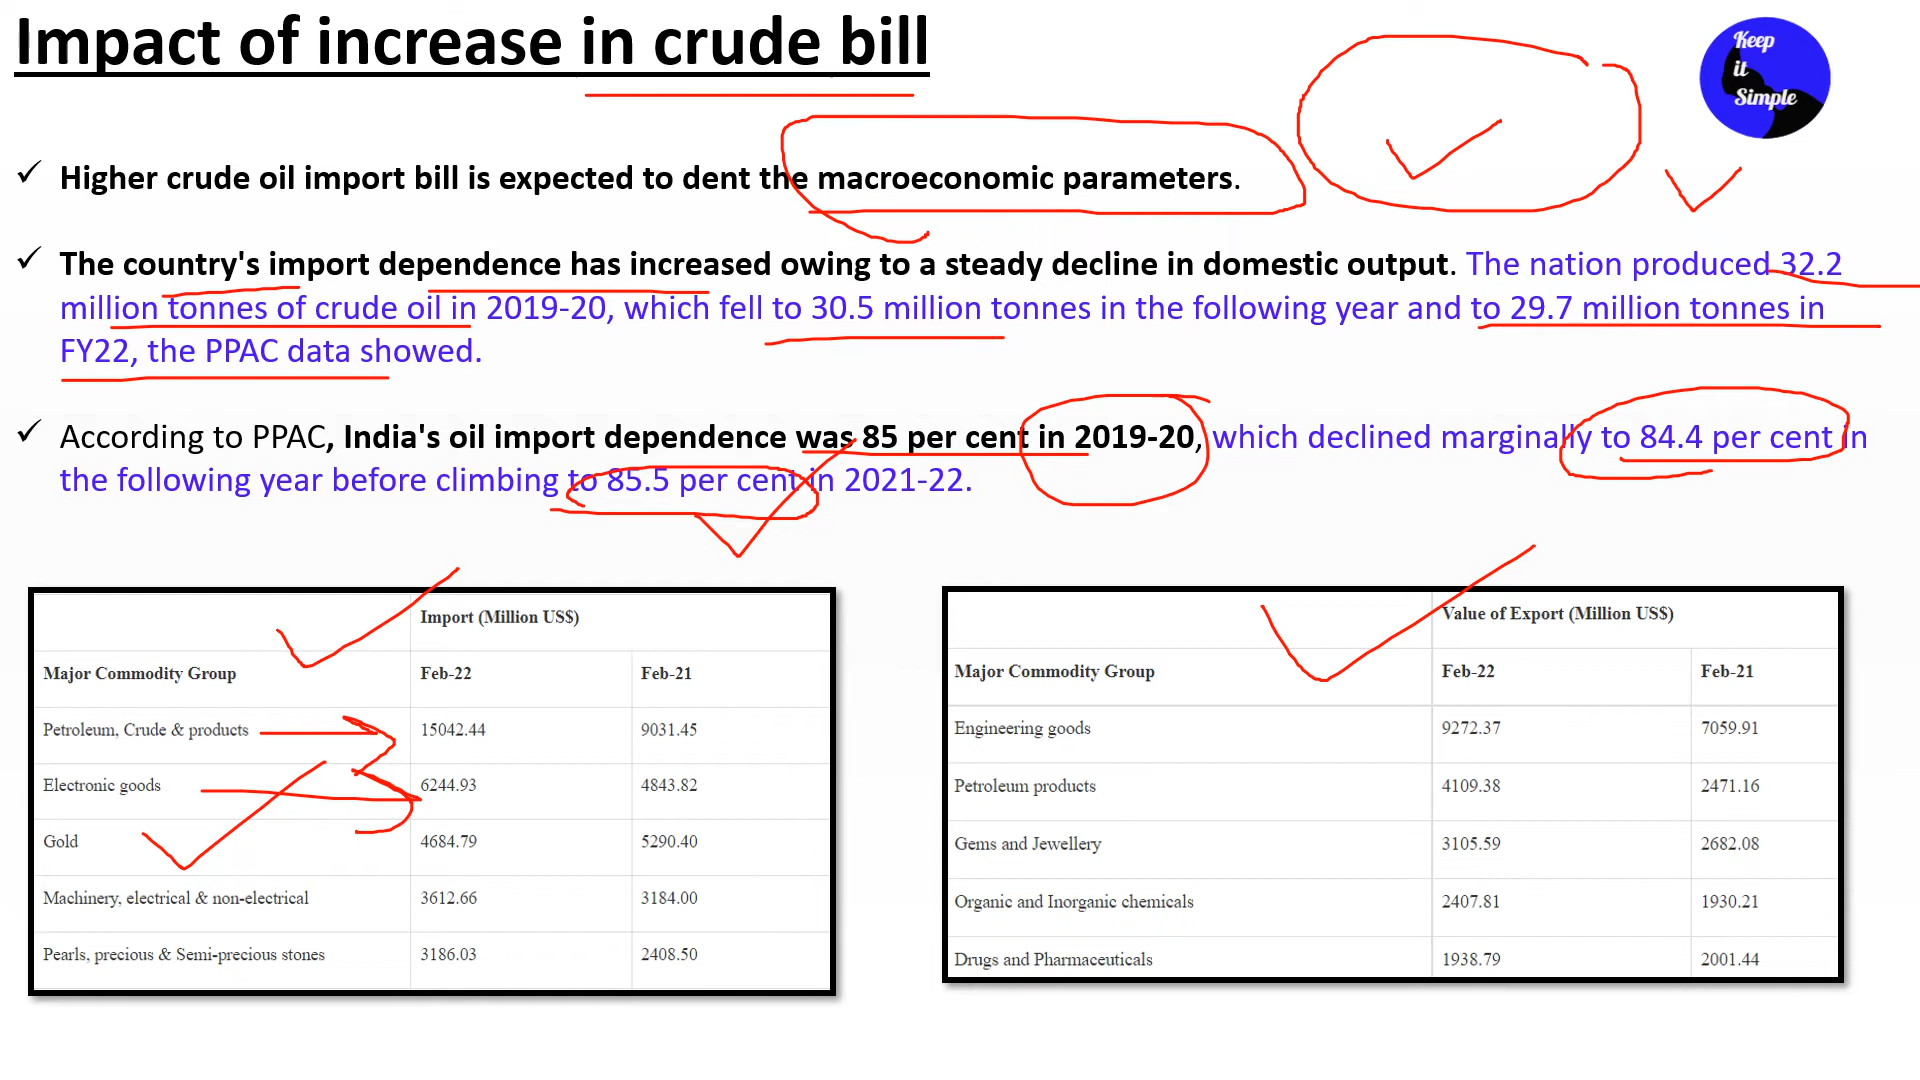 Impact of increase in crude bill
Keep
it
Simple
✓ Higher crude oil import bill is expected to dent the macroeconomic parameters.
✓ The country's import dependence has increased owing to a steady decline in domestic output. The nation produced 32.2
million tonnes of crude oil in 2019-20, which fell to 30.5 million tonnes in the following year and to 29.7 million tonnes in
FY22, the PPAC data showed.
✓ According to PPAC, India's oil import dependence was 85 per cent in 2019-20, which declined marginally to 84.4 per cent in
the following year before climbing to 85.5 per cent in 2021-22.
Import (Million US$)
Major Commodity Group Feb-22 Feb-21
Petroleum, Crude & products 15042.44 9031.45
Electronic goods 6244.93 4843.82
Gold 4684.79 5290.40
Machinery, electrical & non-electrical 3612.66 3184.00
Pearls, precious & Semi-precious stones 3186.03 2408.50
Value of Export (Million US$)
Major Commodity Group Feb-22 Feb-21
Engineering goods 9272.37 7059.91
Petroleum products 4109.38 2471.16
Gems and Jewellery 3105.59 2682.08
Organic and Inorganic chemicals 2407.81 1930.21
Drugs and Pharmaceuticals 1938.79 2001.44